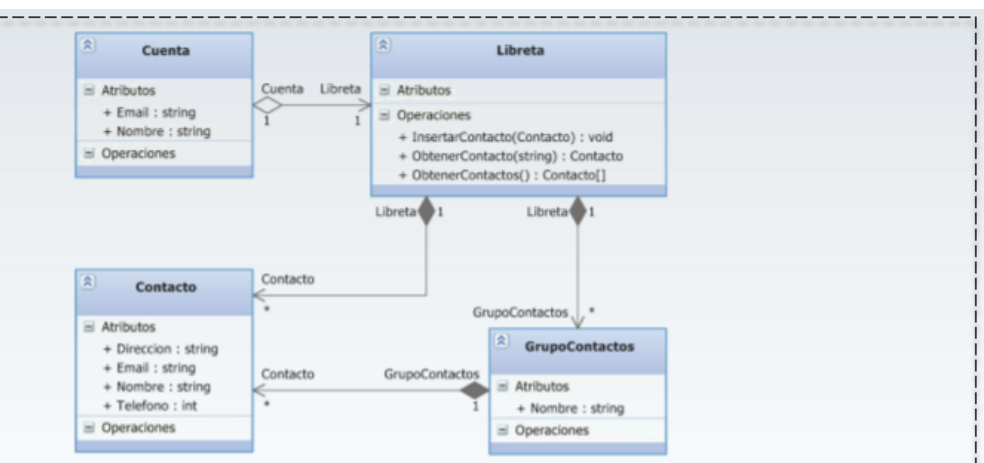 Cuenta
Atributos
+ Email : string
+ Nombre : string
Operaciones
Cuenta
1
Libreta
1
Libreta
Atributos
Operaciones
+ InsertarContacto(Contacto) : void
+ ObtenerContacto(string) : Contacto
+ ObtenerContactos() : Contacto[]
Libreta
1
Libreta
1
Contacto
*
GrupoContactos
*
Contacto
Atributos
+ Direccion : string
+ Email : string
+ Nombre : string
+ Telefono : int
Operaciones
Contacto
*
GrupoContactos
1
GrupoContactos
Atributos
+ Nombre : string
Operaciones